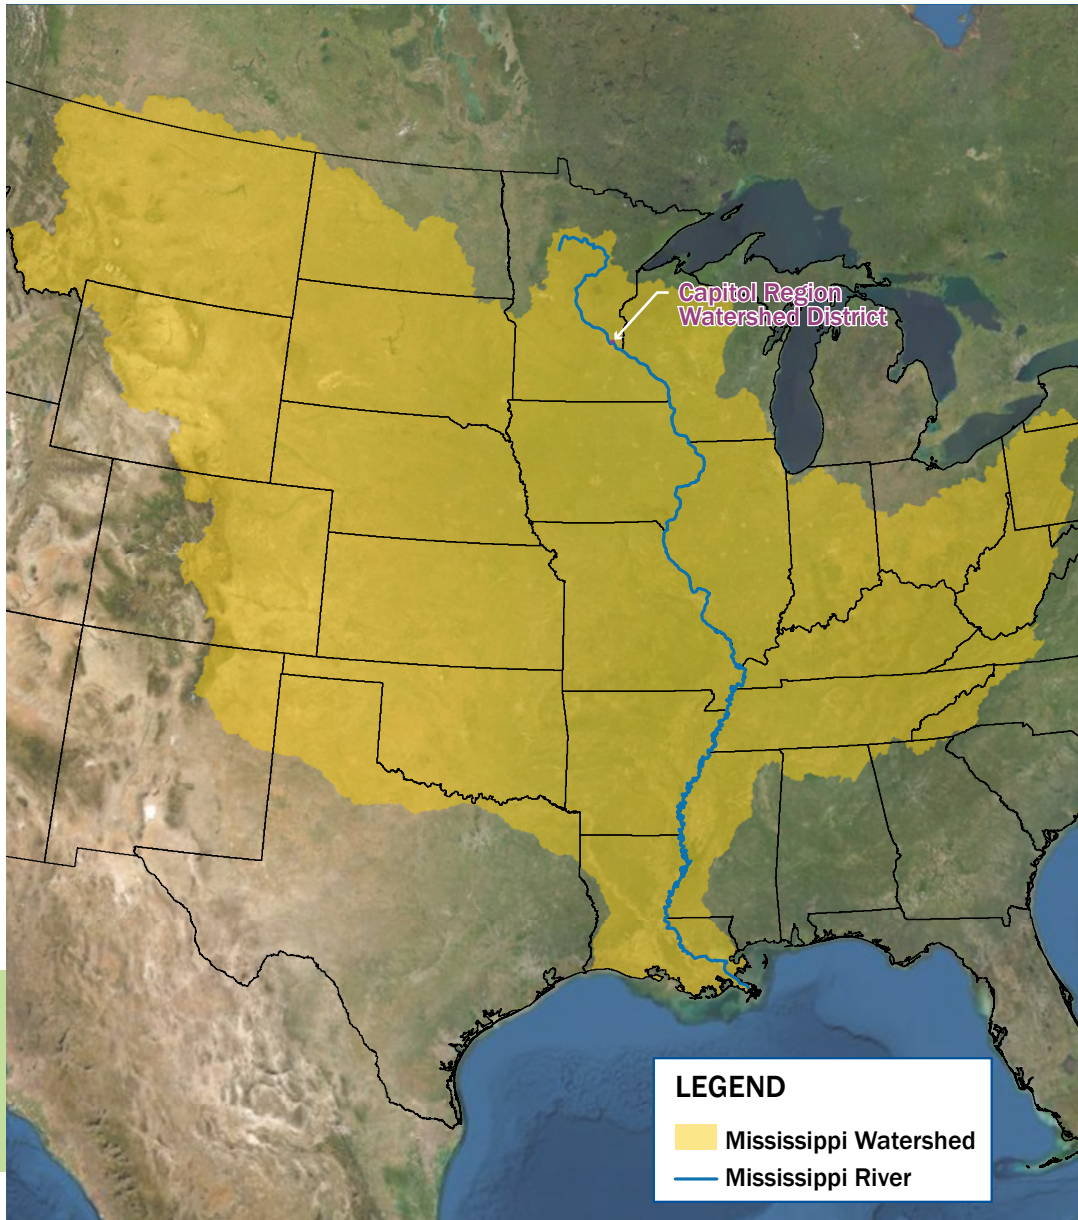 Capitol Region
Watershed District
LEGEND
Mississippi Watershed
Mississippi River